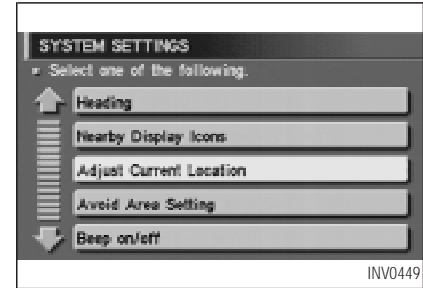 SYSTEM SETTINGS
Select one of the following.
Heading
Nearby Display Icons
Adjust Current Location
Avoid Area Setting
Beep on/off
INV0449